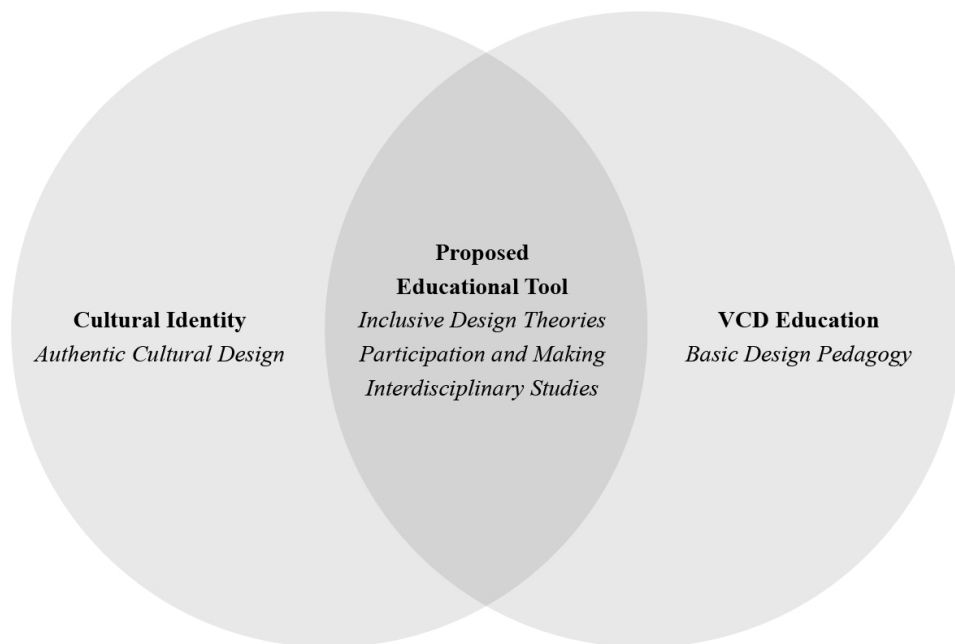 Cultural Identity
Authentic Cultural Design
Proposed
Educational Tool
Inclusive Design Theories
Participation and Making
Interdisciplinary Studies
VCD Education
Basic Design Pedagogy